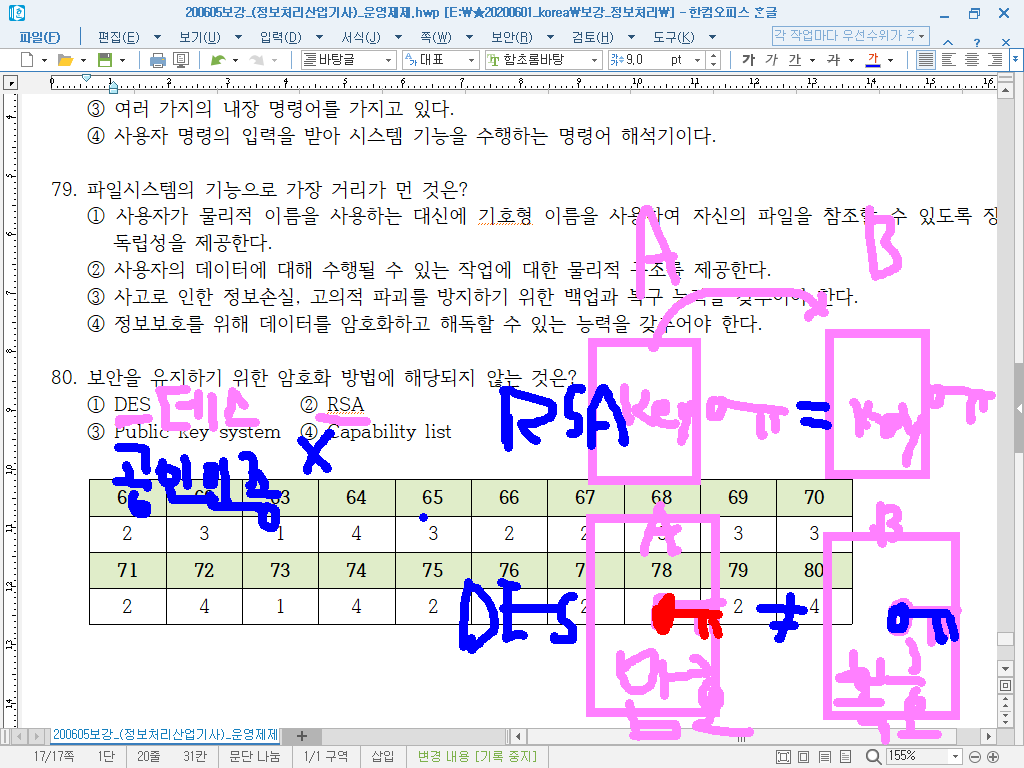 200605보강_(정보처리산업기사)_운영제제.hwp [E:\★20200601_korea\보강_정보처리\] - 한컴오피스 한글
파일(F) 편집(E) 보기(U) 입력(D) 서식(J) 쪽(W) 보안(R) 검토(H) 도구(K) 각 작업마다 우선수위가 주
바탕글 대표 함초롬바탕 9,0 pt 가 가 가 가 가
③ 여러 가지의 내장 명령어를 가지고 있다.
④ 사용자 명령의 입력을 받아 시스템 기능을 수행하는 명령어 해석기이다.
79. 파일시스템의 기능으로 가장 거리가 먼 것은?
① 사용자가 물리적 이름을 사용하는 대신에 기호형 이름을 사용하여 자신의 파일을 참조할 수 있도록 장
독립성을 제공한다.
② 사용자의 데이터에 대해 수행될 수 있는 작업에 대한 물리적 구조를 제공한다.
③ 사고로 인한 정보손실, 고의적 파괴를 방지하기 위한 백업과 복구 능력을 갖추어야 한다.
④ 정보보호를 위해 데이터를 암호화하고 해독할 수 있는 능력을 갖추어야 한다.
A B
80. 보안을 유지하기 위한 암호화 방법에 해당되지 않는 것은?
① DES 데스 ② RSA
③ Public key system ④ Capability list
RSA key = key
공인인증 X
61 62 63 64 65 66 67 68 69 70
2 3 1 4 3 2 2 3 3 3
A B
71 72 73 74 75 76 77 78 79 80
2 4 1 4 2 2 2 4
DES ≠
200605보강_(정보처리산업기사)_운영제제
17/17쪽 1단 20줄 31칸 문단 나눔 1/1 구역 삽입 변경 내용 [기록 중지] 155%